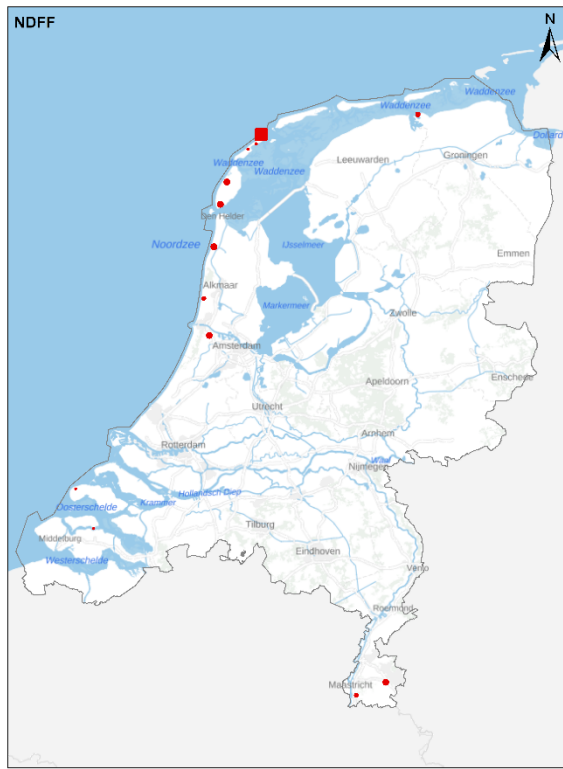 NDFF
N
Waddenzee
Waddenzee
Dollard
Waddenzee
Leeuwarden
Groningen
Waddenzee
Den Helder
Noordzee
IJsselmeer
Emmen
Alkmaar
Markermeer
Zwolle
Amsterdam
Apeldoorn
Enschede
Utrecht
Arnhem
Rotterdam
Waal
Nijmegen
Hollandsch Diep
Krammer
Oosterschelde
Tilburg
Middelburg
Eindhoven
Westerschelde
Venlo
Roermond
Maastricht